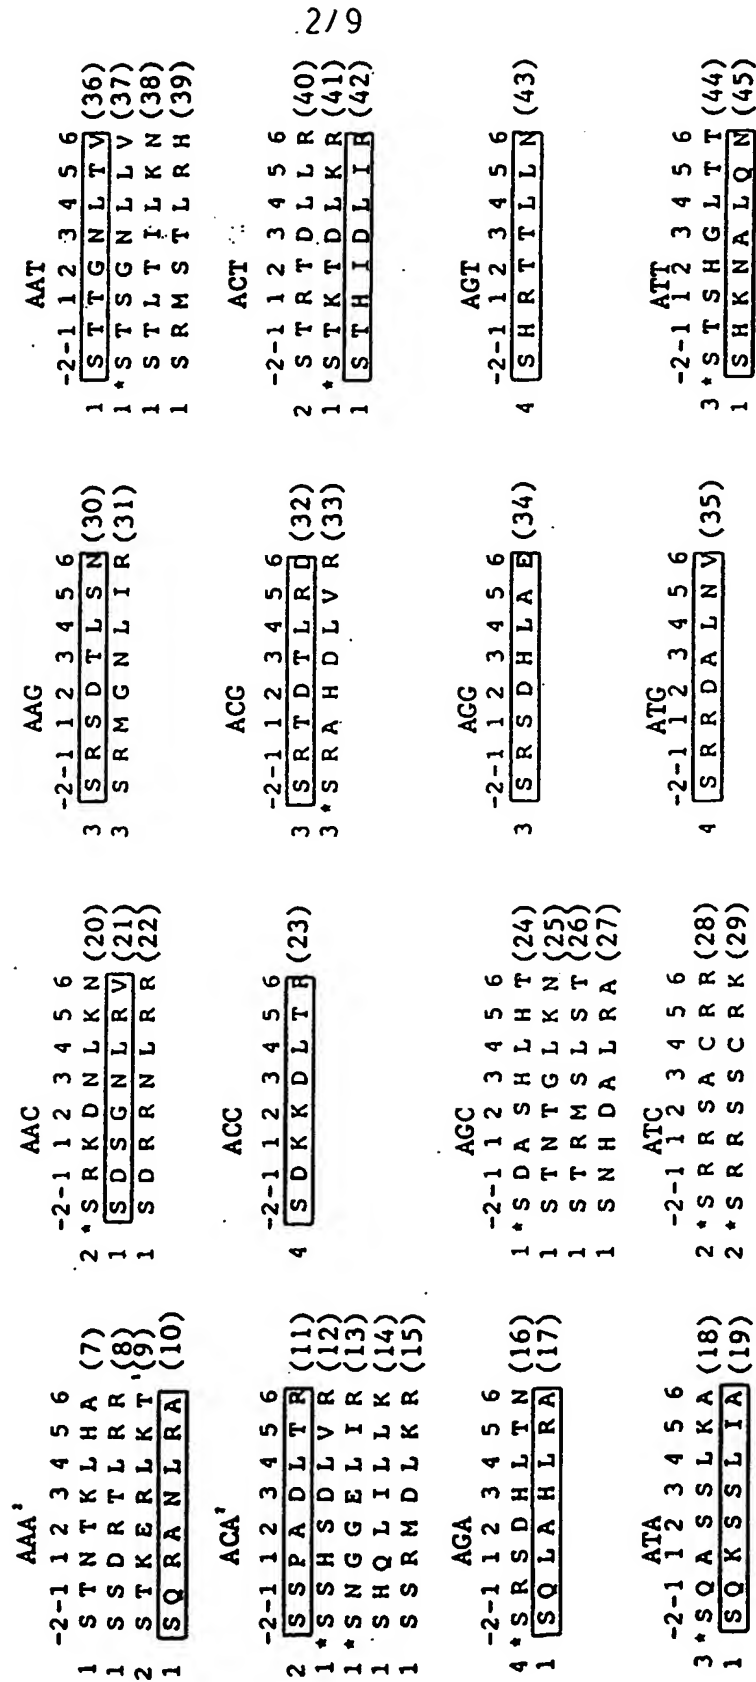 2/9
AAA'
-2-1 1 2 3 4 5 6
1 S T N T K L H A (7)
1 S S D R T L R R (8)
2 S T K E R L K T (9)
1 S Q R A N L R A (10)
AAC
-2-1 1 2 3 4 5 6
2 *S R K D N L K N (20)
1 S D S G N L R V (21)
1 S D R R N L R R (22)
AAG
-2-1 1 2 3 4 5 6
3 S R S D T L S N (30)
3 S R M G N L I R (31)
AAT
-2-1 1 2 3 4 5 6
1 S T T G N L T V (36)
1 *S T S G N L L V (37)
1 S T L T I L K N (38)
1 S R M S T L R H (39)
ACA'
-2-1 1 2 3 4 5 6
2 S S P A D L T R (11)
1 *S S H S D L V R (12)
1 *S N G G E L I R (13)
1 S H Q L I L L K (14)
1 S S R M D L K R (15)
ACC
-2-1 1 2 3 4 5 6
4 S D K K D L T R (23)
ACG
-2-1 1 2 3 4 5 6
3 S R T D T L R D (32)
3 *S R A H D L V R (33)
ACT
-2-1 1 2 3 4 5 6
2 S T R T D L L R (40)
1 *S T K T D L K R (41)
1 S T H I D L I R (42)
AGA
-2-1 1 2 3 4 5 6
4 *S R S D H L T N (16)
1 S Q L A H L R A (17)
AGC
-2-1 1 2 3 4 5 6
1 *S D A S H L H T (24)
1 S T N T G L K N (25)
1 S T R M S L S T (26)
1 S N H D A L R A (27)
AGG
-2-1 1 2 3 4 5 6
3 S R S D H L A E (34)
AGT
-2-1 1 2 3 4 5 6
4 S H R T T L L N (43)
ATA
-2-1 1 2 3 4 5 6
3 *S Q A S S L K A (18)
1 S Q K S S L I A (19)
ATC
-2-1 1 2 3 4 5 6
2 *S R R S A C R R (28)
2 *S R R S S C R K (29)
ATG
-2-1 1 2 3 4 5 6
4 S R R D A L N V (35)
ATT
-2-1 1 2 3 4 5 6
3 *S T S H G L T T (44)
1 S H K N A L Q N (45)